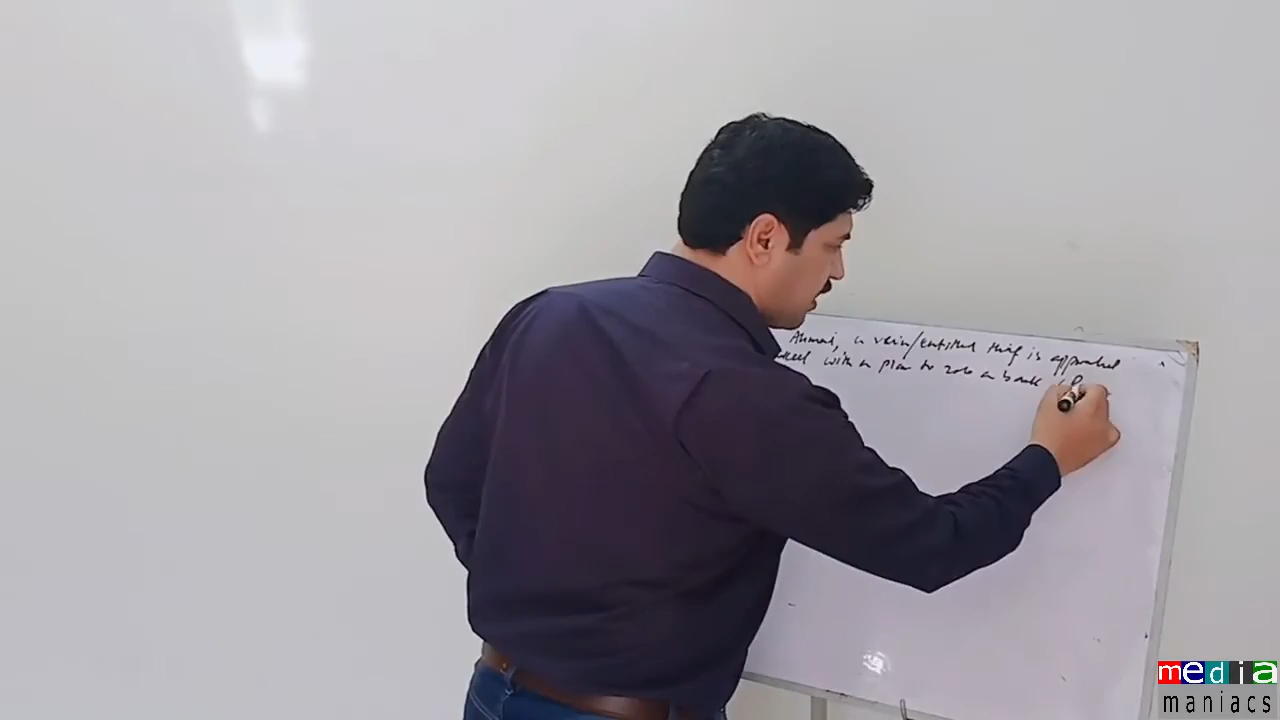 Ahmad, a vain/entitled thief is approached
with a plan to rob a bank
media
maniacs